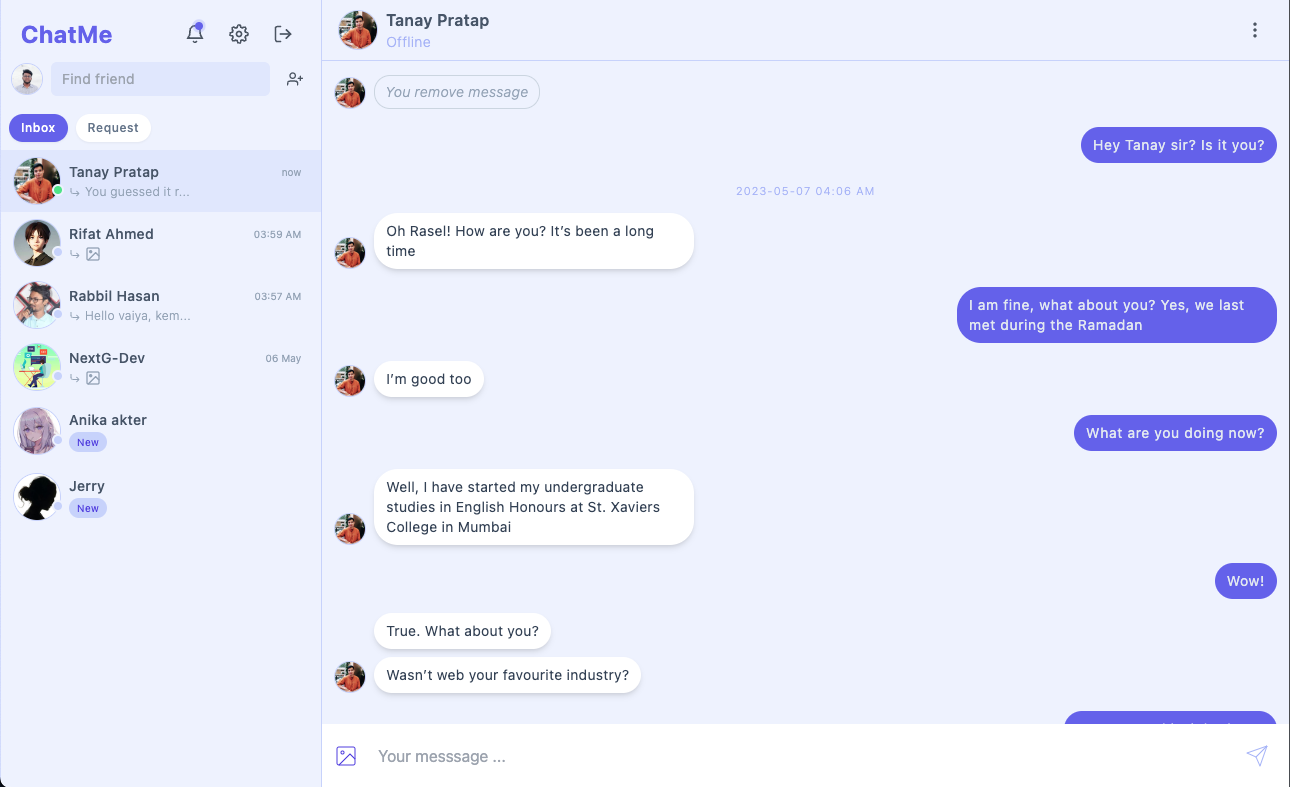 ChatMe
Find friend
Inbox
Request
Tanay Pratap
now
You guessed it r...
Rifat Ahmed
03:59 AM
Rabbil Hasan
03:57 AM
Hello vaiya, kem...
NextG-Dev
06 May
Anika akter
New
Jerry
New
Tanay Pratap
Offline
You remove message
Hey Tanay sir? Is it you?
2023-05-07 04:06 AM
Oh Rasel! How are you? It’s been a long
time
I am fine, what about you? Yes, we last
met during the Ramadan
I’m good too
What are you doing now?
Well, I have started my undergraduate
studies in English Honours at St. Xaviers
College in Mumbai
Wow!
True. What about you?
Wasn’t web your favourite industry?
Your messsage ...